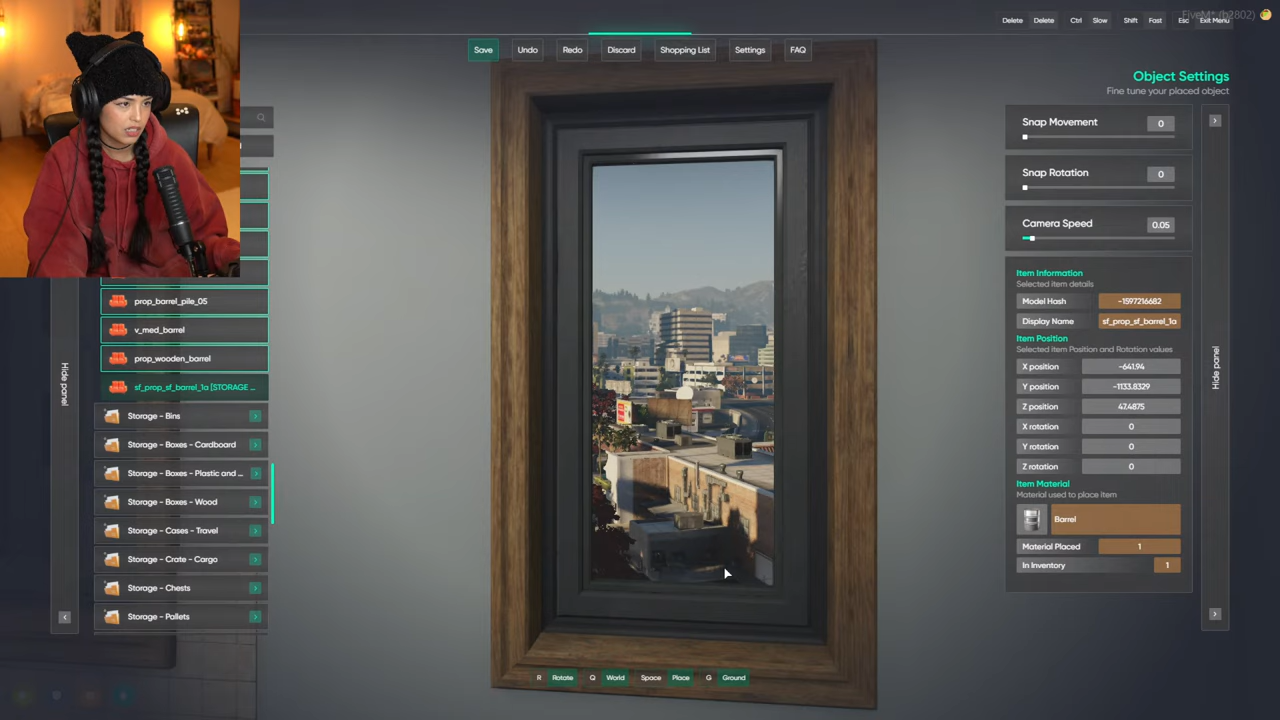 FiveM* (b2802)
Delete Delete Ctrl Slow Shift Fast Esc Exit Menu
Save Undo Redo Discard Shopping List Settings FAQ
Object Settings
Fine tune your placed object
Snap Movement 0
Snap Rotation 0
Camera Speed 0.05
Item Information
Selected item details
Model Hash -1597216682
Display Name sf_prop_sf_barrel_1a
Item Position
Selected item Position and Rotation values
X position -641.94
Y position -1133.8329
Z position 47.4875
X rotation 0
Y rotation 0
Z rotation 0
Item Material
Material used to place item
Barrel
Material Placed 1
In Inventory 1
Hide panel
Hide panel
prop_barrel_pile_05
v_med_barrel
prop_wooden_barrel
sf_prop_sf_barrel_1a [STORAGE ...
Storage - Bins
Storage - Boxes - Cardboard
Storage - Boxes - Plastic and ...
Storage - Boxes - Wood
Storage - Cases - Travel
Storage - Crate - Cargo
Storage - Chests
Storage - Pallets
R Rotate Q World Space Place G Ground